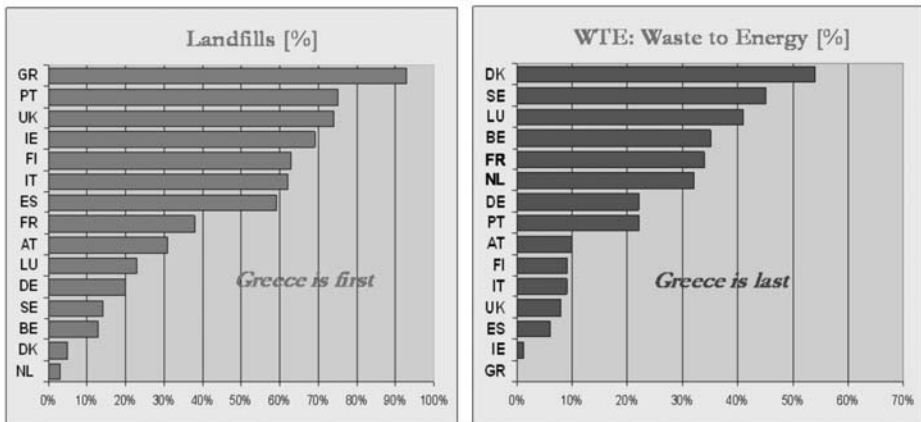 Landfills [%]
GR
PT
UK
IE
FI
IT
ES
FR
AT
LU
DE
SE
BE
DK
NL
Greece is first
0% 10% 20% 30% 40% 50% 60% 70% 80% 90% 100%
WTE: Waste to Energy [%]
DK
SE
LU
BE
FR
NL
DE
PT
AT
FI
IT
UK
ES
IE
GR
Greece is last
0% 10% 20% 30% 40% 50% 60% 70%